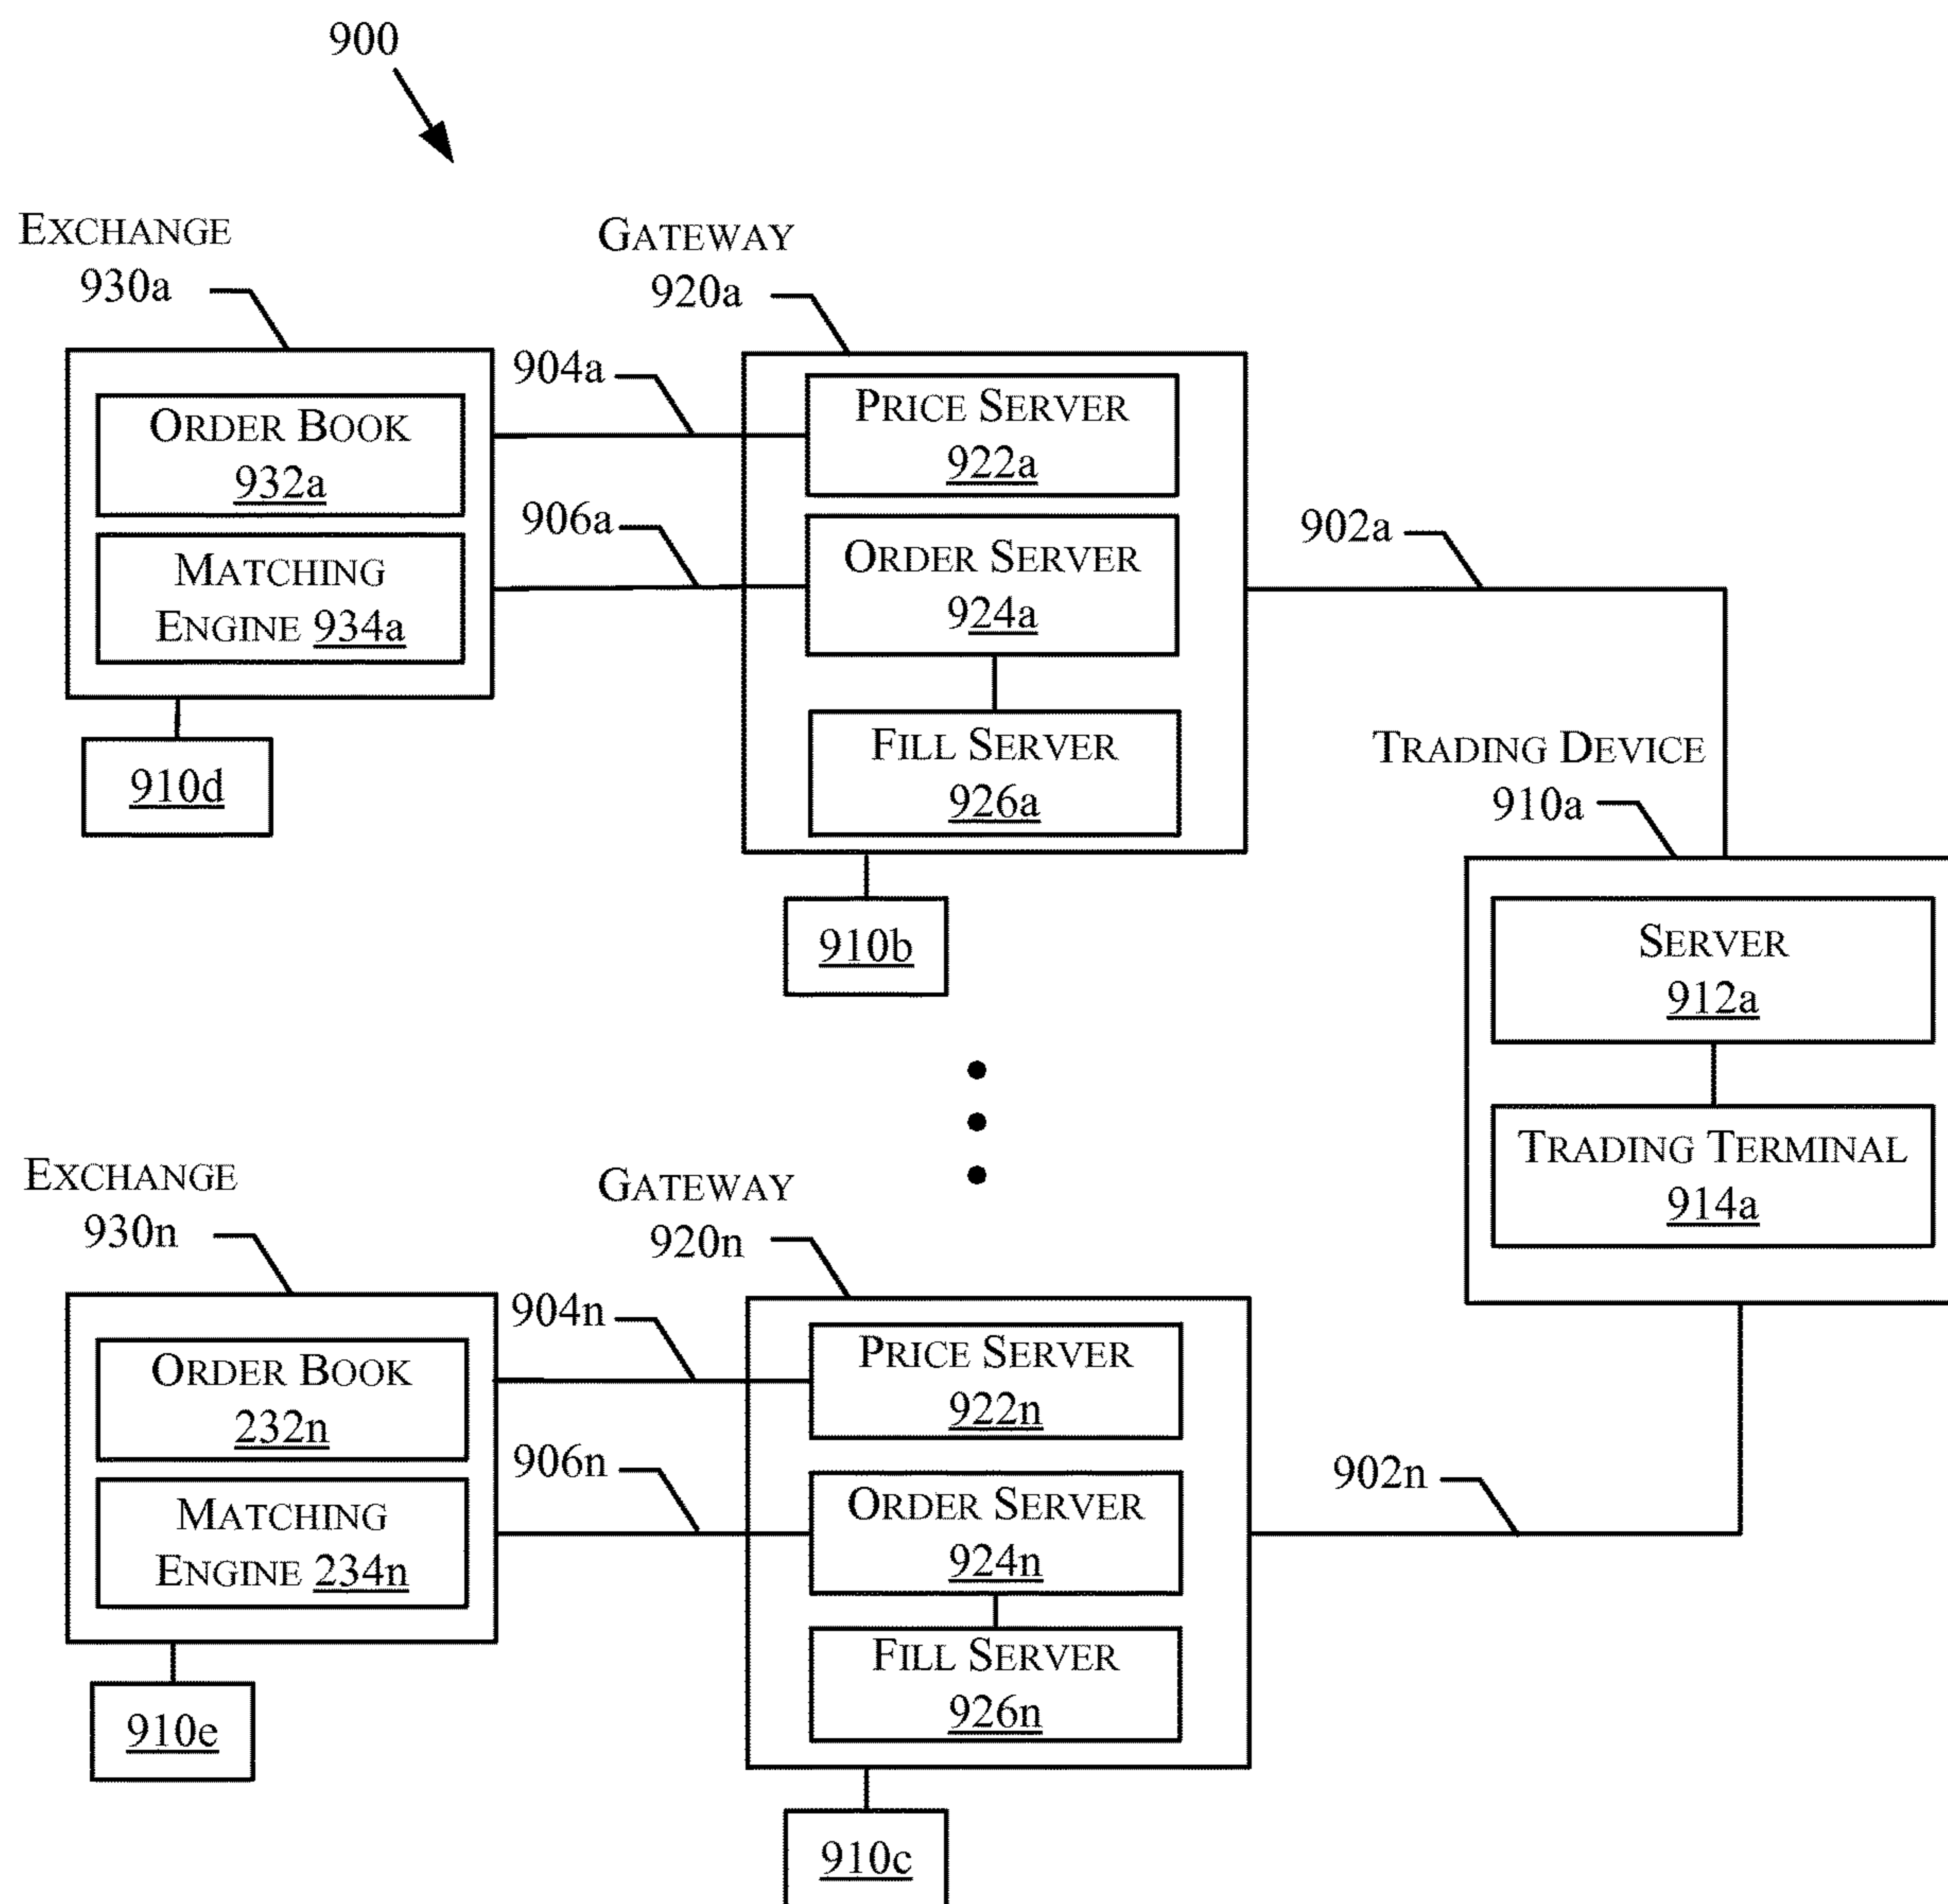 900
EXCHANGE
930a
GATEWAY
920a
904a
906a
ORDER BOOK
932a
MATCHING
ENGINE 934a
PRICE SERVER
922a
ORDER SERVER
924a
FILL SERVER
926a
910d
910b
902a
TRADING DEVICE
910a
SERVER
912a
TRADING TERMINAL
914a
EXCHANGE
930n
GATEWAY
920n
904n
906n
ORDER BOOK
232n
MATCHING
ENGINE 234n
PRICE SERVER
922n
ORDER SERVER
924n
FILL SERVER
926n
902n
910e
910c